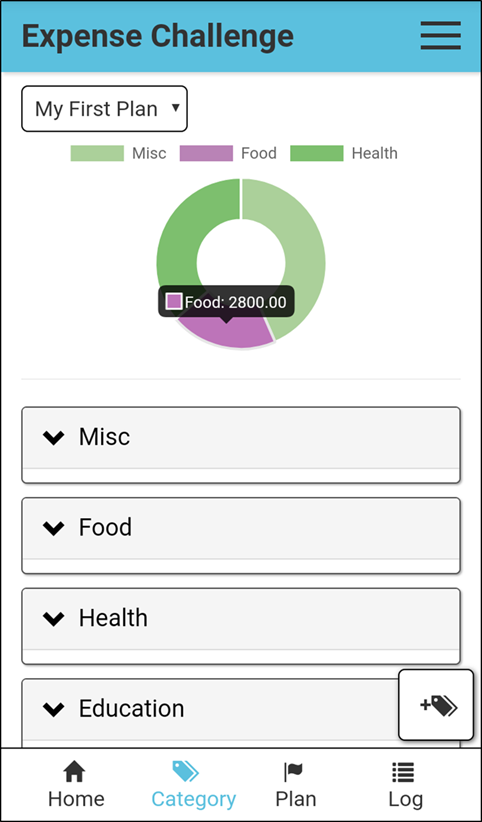 Expense Challenge
My First Plan
Misc Food Health
Food: 2800.00
Misc
Food
Health
Education
+
Home Category Plan Log